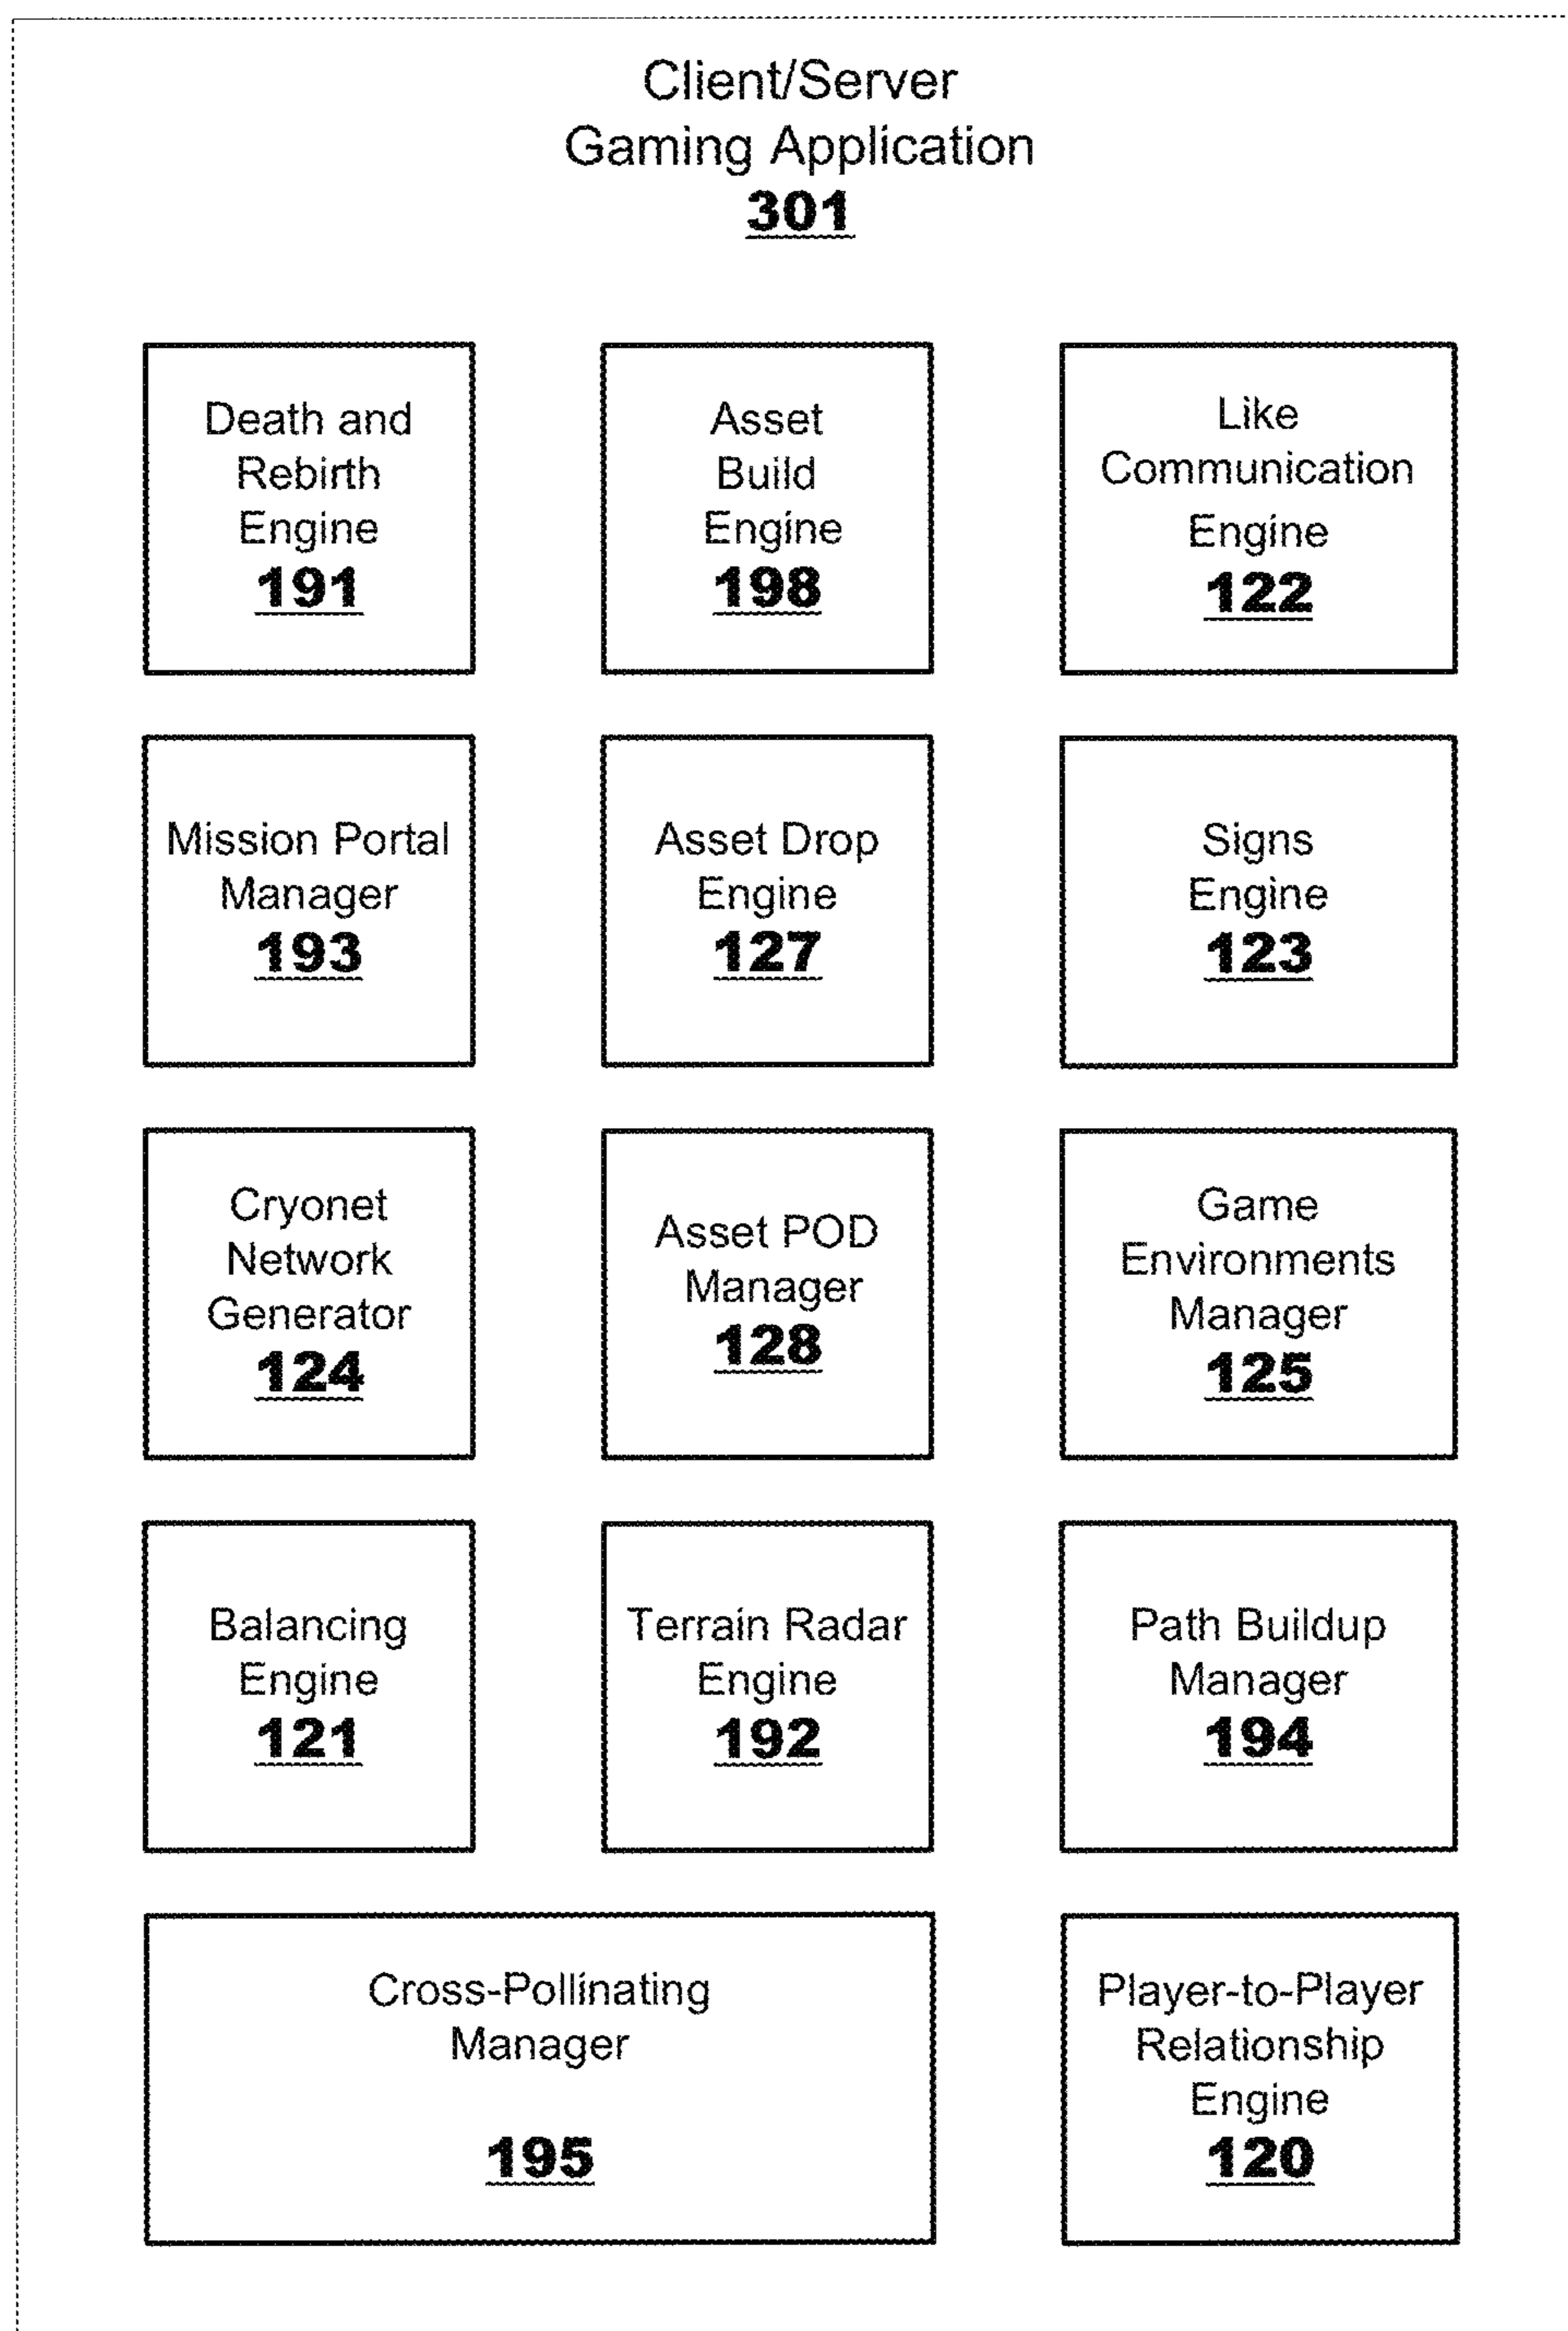 Client/Server
Gaming Application
301
Death and
Rebirth
Engine
191
Asset
Build
Engine
198
Like
Communication
Engine
122
Mission Portal
Manager
193
Asset Drop
Engine
127
Signs
Engine
123
Cryonet
Network
Generator
124
Asset POD
Manager
128
Game
Environments
Manager
125
Balancing
Engine
121
Terrain Radar
Engine
192
Path Buildup
Manager
194
Cross-Pollinating
Manager
195
Player-to-Player
Relationship
Engine
120